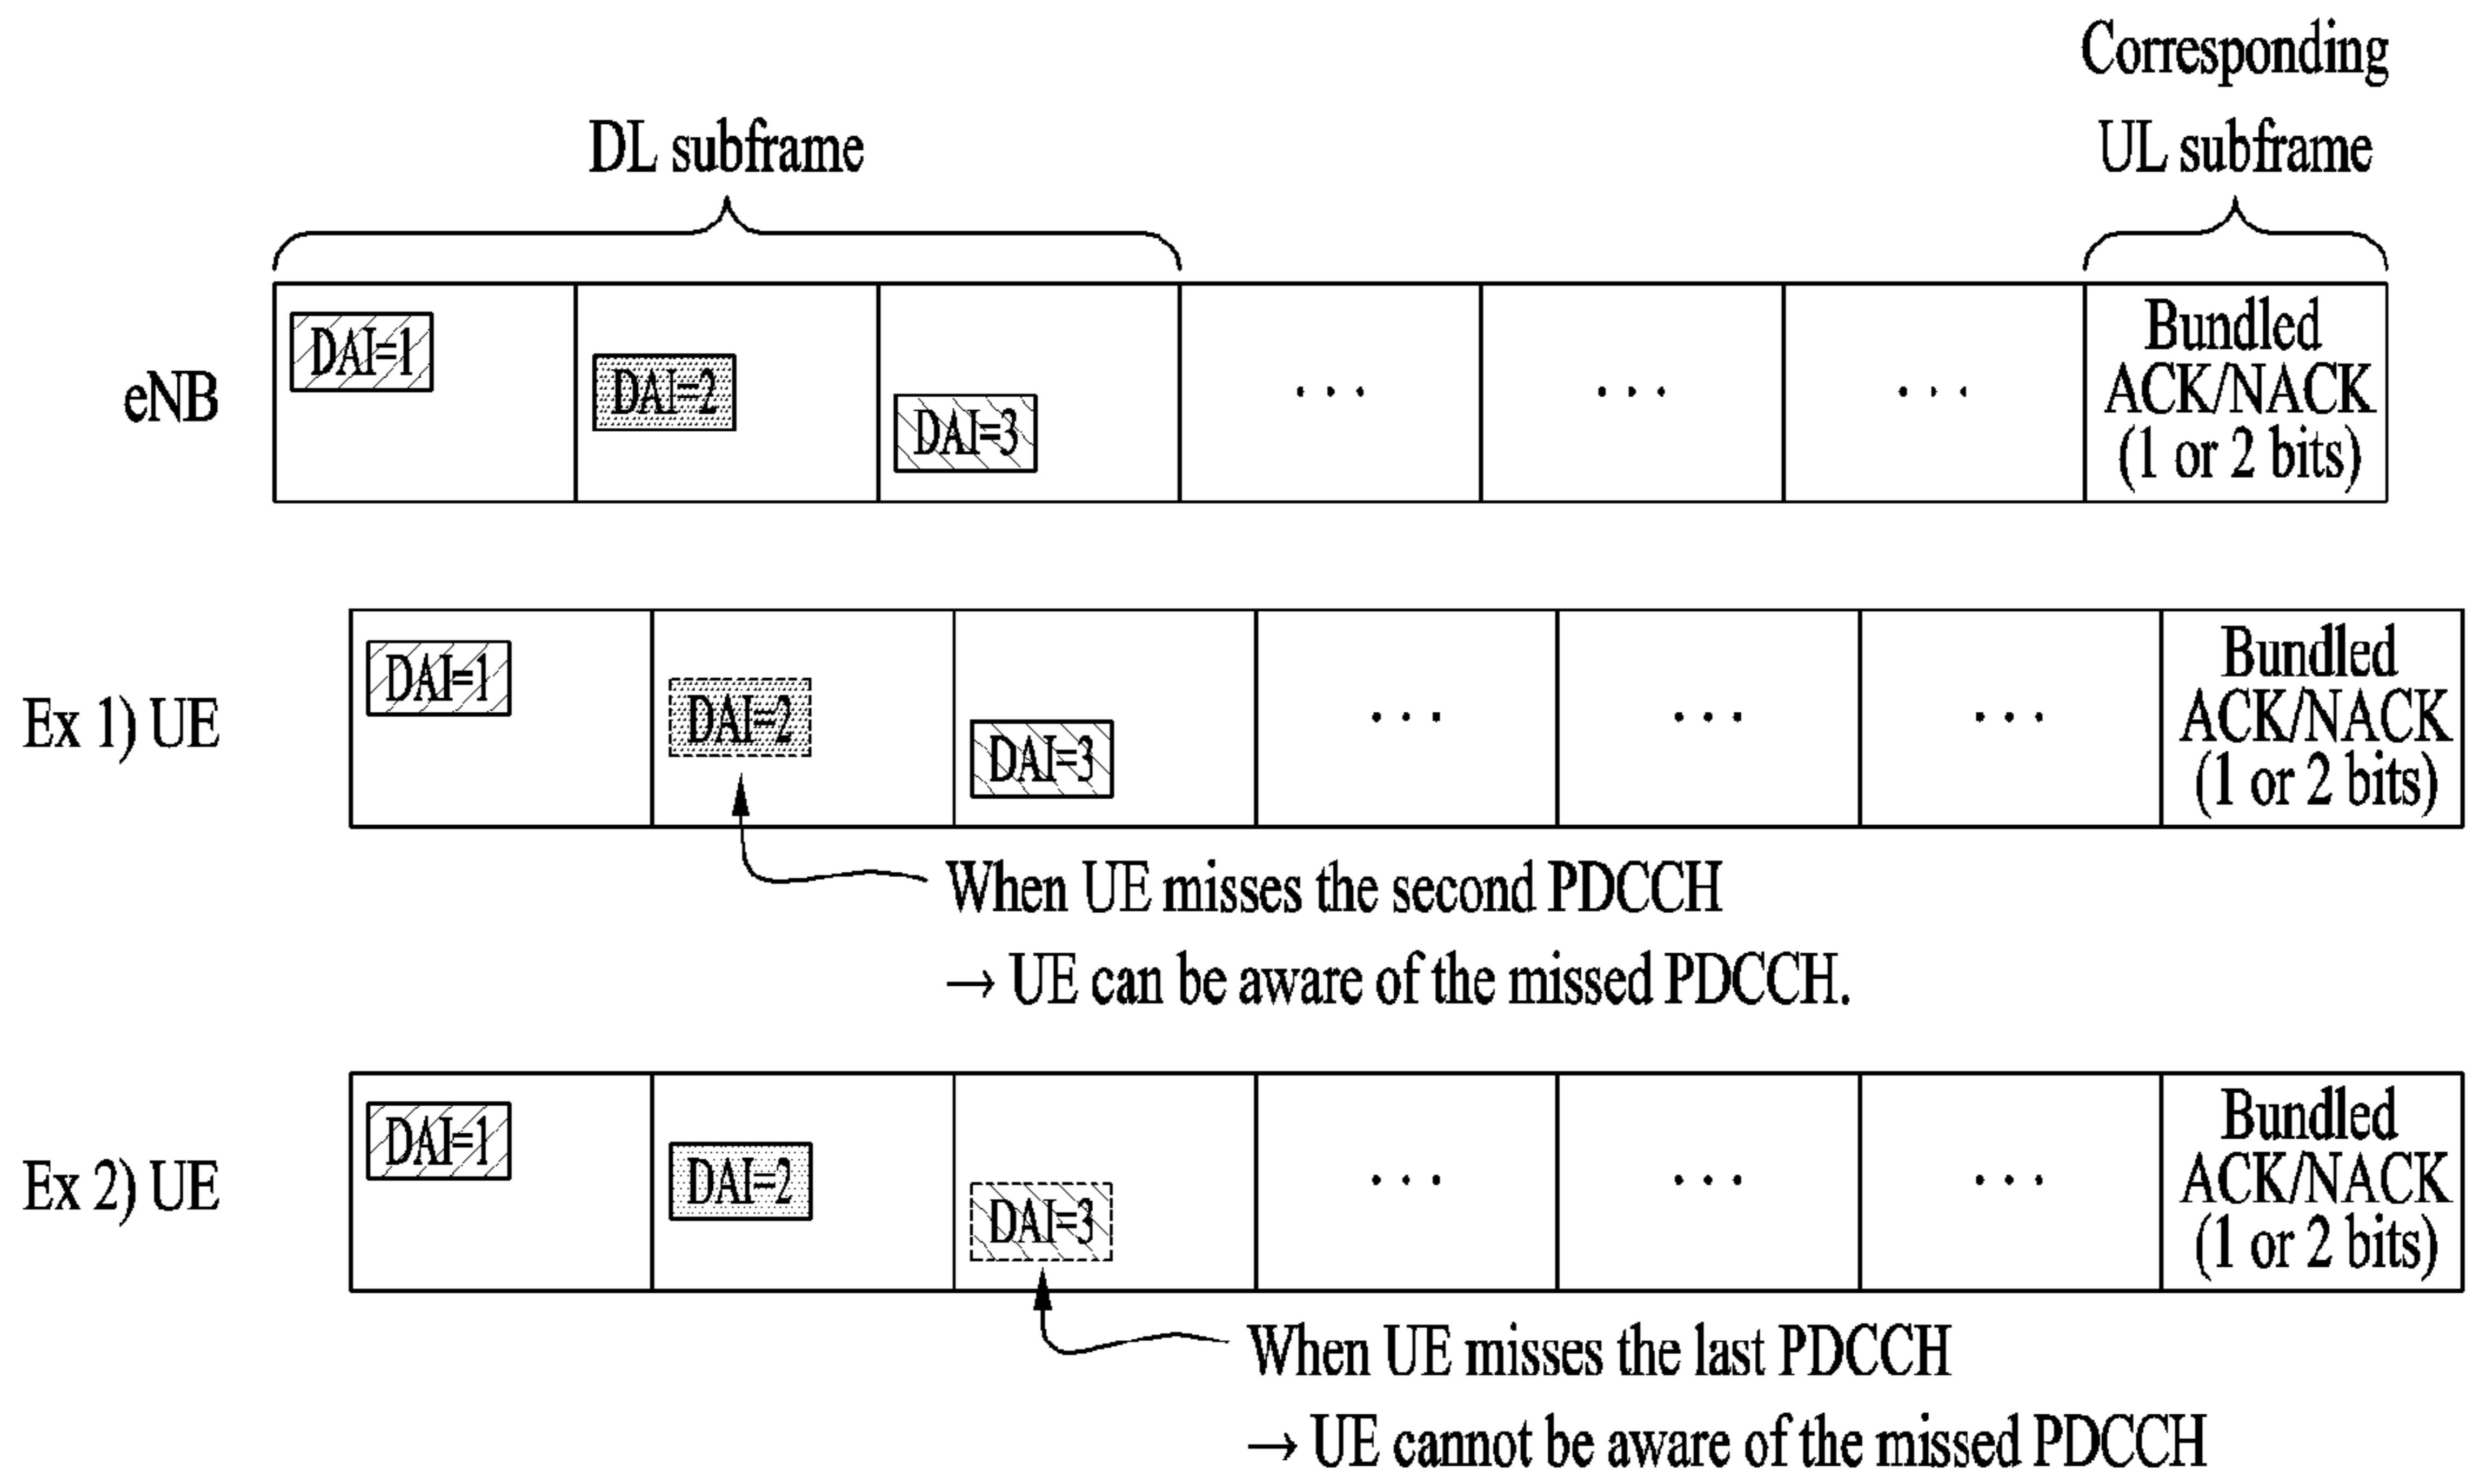 Corresponding
DL subframe
UL subframe
eNB
DAI=1
DAI=2
DAI=3
...
...
...
Bundled
ACK/NACK
(1 or 2 bits)
Ex 1) UE
DAI=1
DAI=2
DAI=3
...
...
...
Bundled
ACK/NACK
(1 or 2 bits)
When UE misses the second PDCCH
→ UE can be aware of the missed PDCCH.
Ex 2) UE
DAI=1
DAI=2
DAI=3
...
...
...
Bundled
ACK/NACK
(1 or 2 bits)
When UE misses the last PDCCH
→ UE cannot be aware of the missed PDCCH